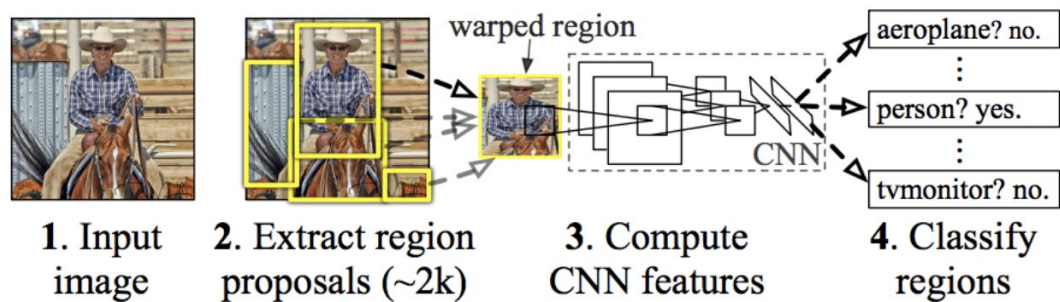 warped region
aeroplane? no.
⋮
person? yes.
⋮
CNN
tvmonitor? no.
1. Input
image
2. Extract region
proposals (~2k)
3. Compute
CNN features
4. Classify
regions